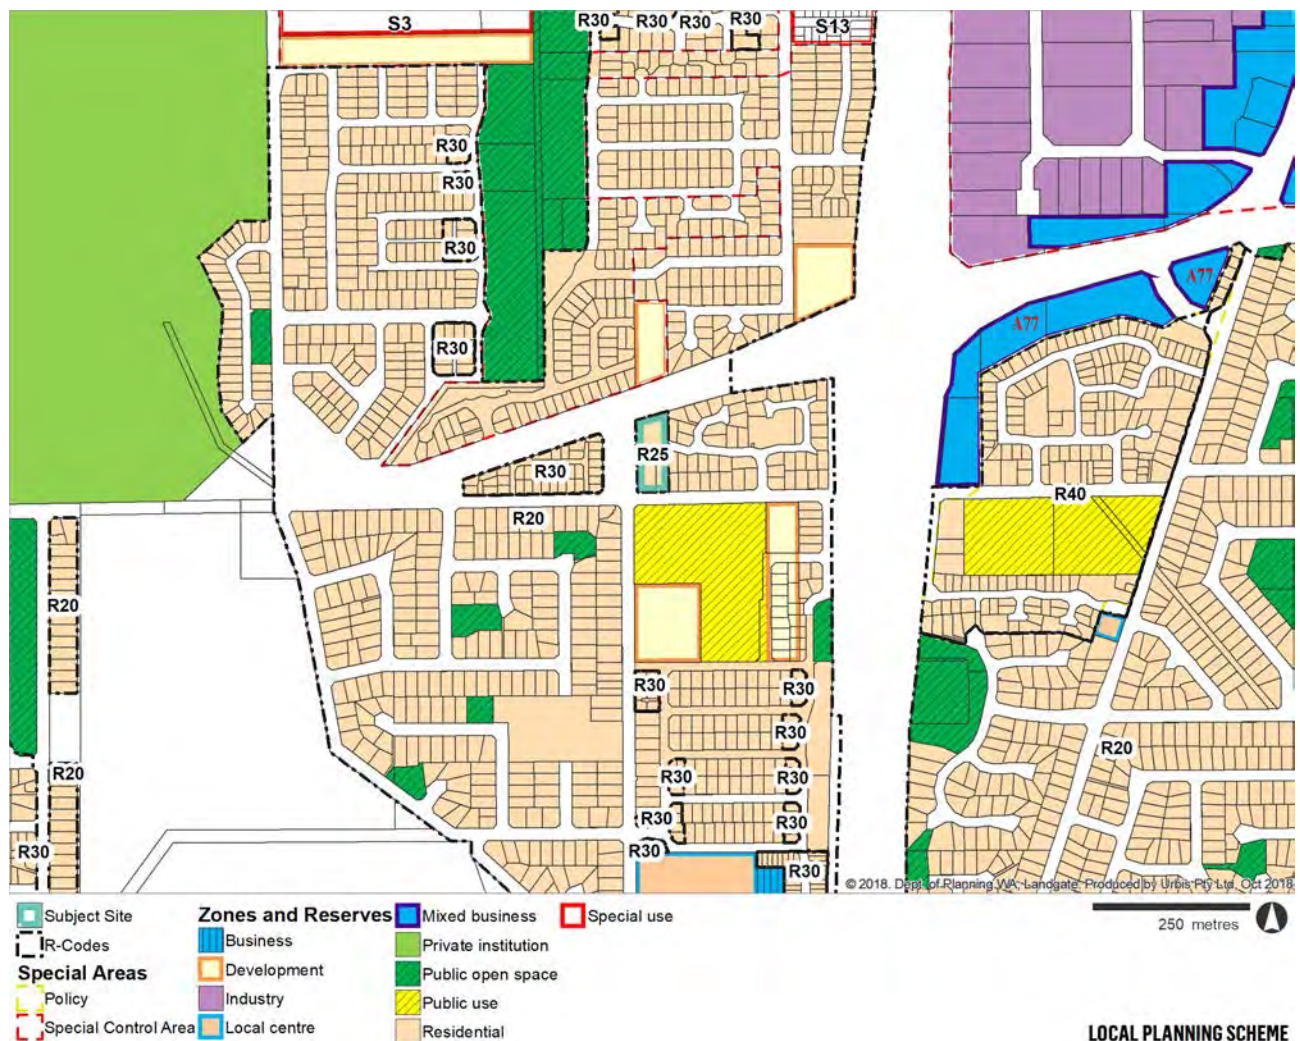 S3
R30
R30
R30
R30
S13
R30
R30
R30
A77
A77
R30
R25
R30
R40
R20
R20
R30
R30
R30
R20
R20
R30
R30
R30
R30
R30
R30
R30
R30
© 2018. Dept. of Planning WA, Landgate. Produced by Urbis Pty Ltd, Oct 2018
Subject Site
R-Codes
Special Areas
Policy
Special Control Area
Zones and Reserves
Business
Development
Industry
Local centre
Mixed business
Private institution
Public open space
Public use
Residential
Special use
250 metres
LOCAL PLANNING SCHEME